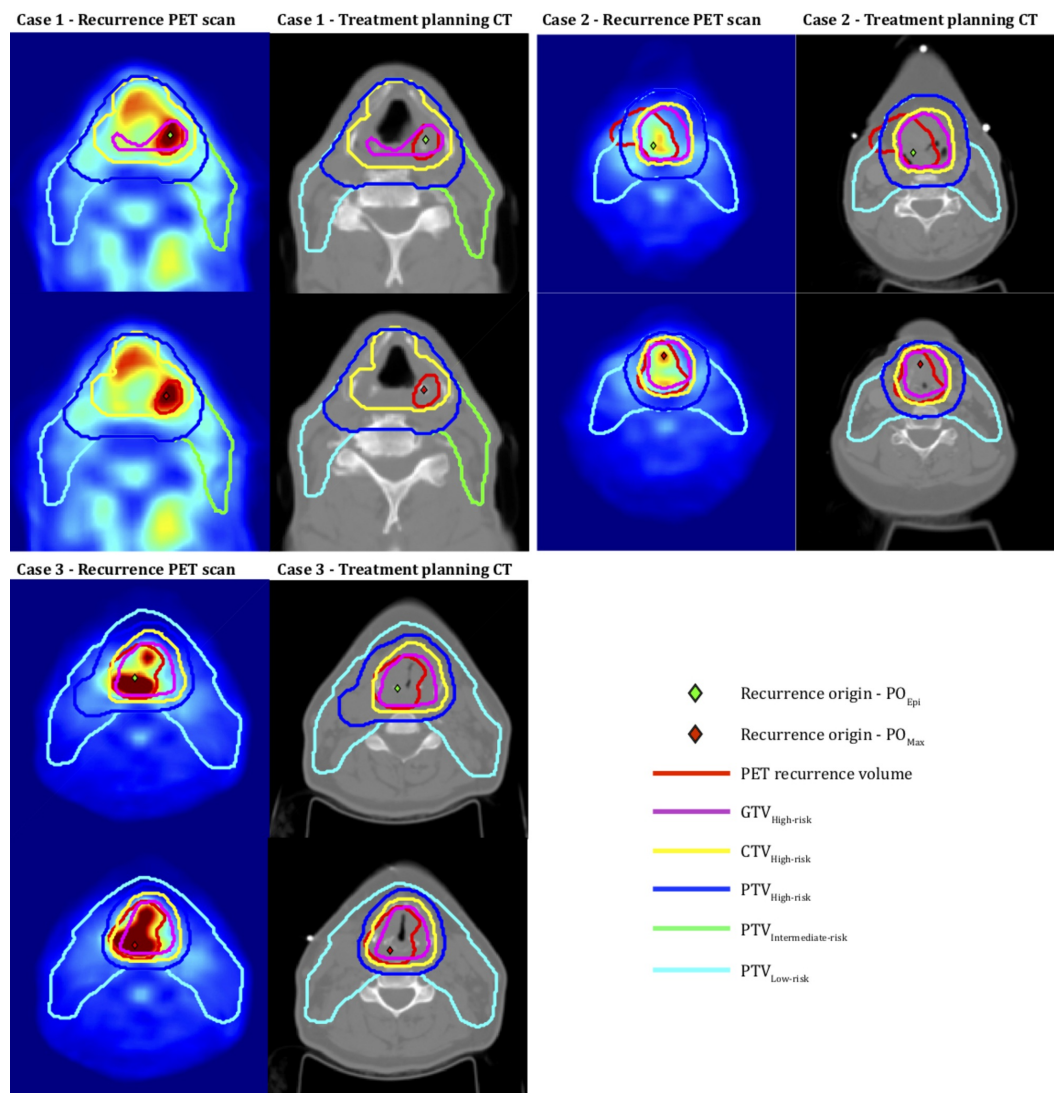 Case 1 - Recurrence PET scan
Case 1 - Treatment planning CT
Case 2 - Recurrence PET scan
Case 2 - Treatment planning CT
Case 3 - Recurrence PET scan
Case 3 - Treatment planning CT
Recurrence origin - PO_Epi
Recurrence origin - PO_Max
PET recurrence volume
GTV_High-risk
CTV_High-risk
PTV_High-risk
PTV_Intermediate-risk
PTV_Low-risk